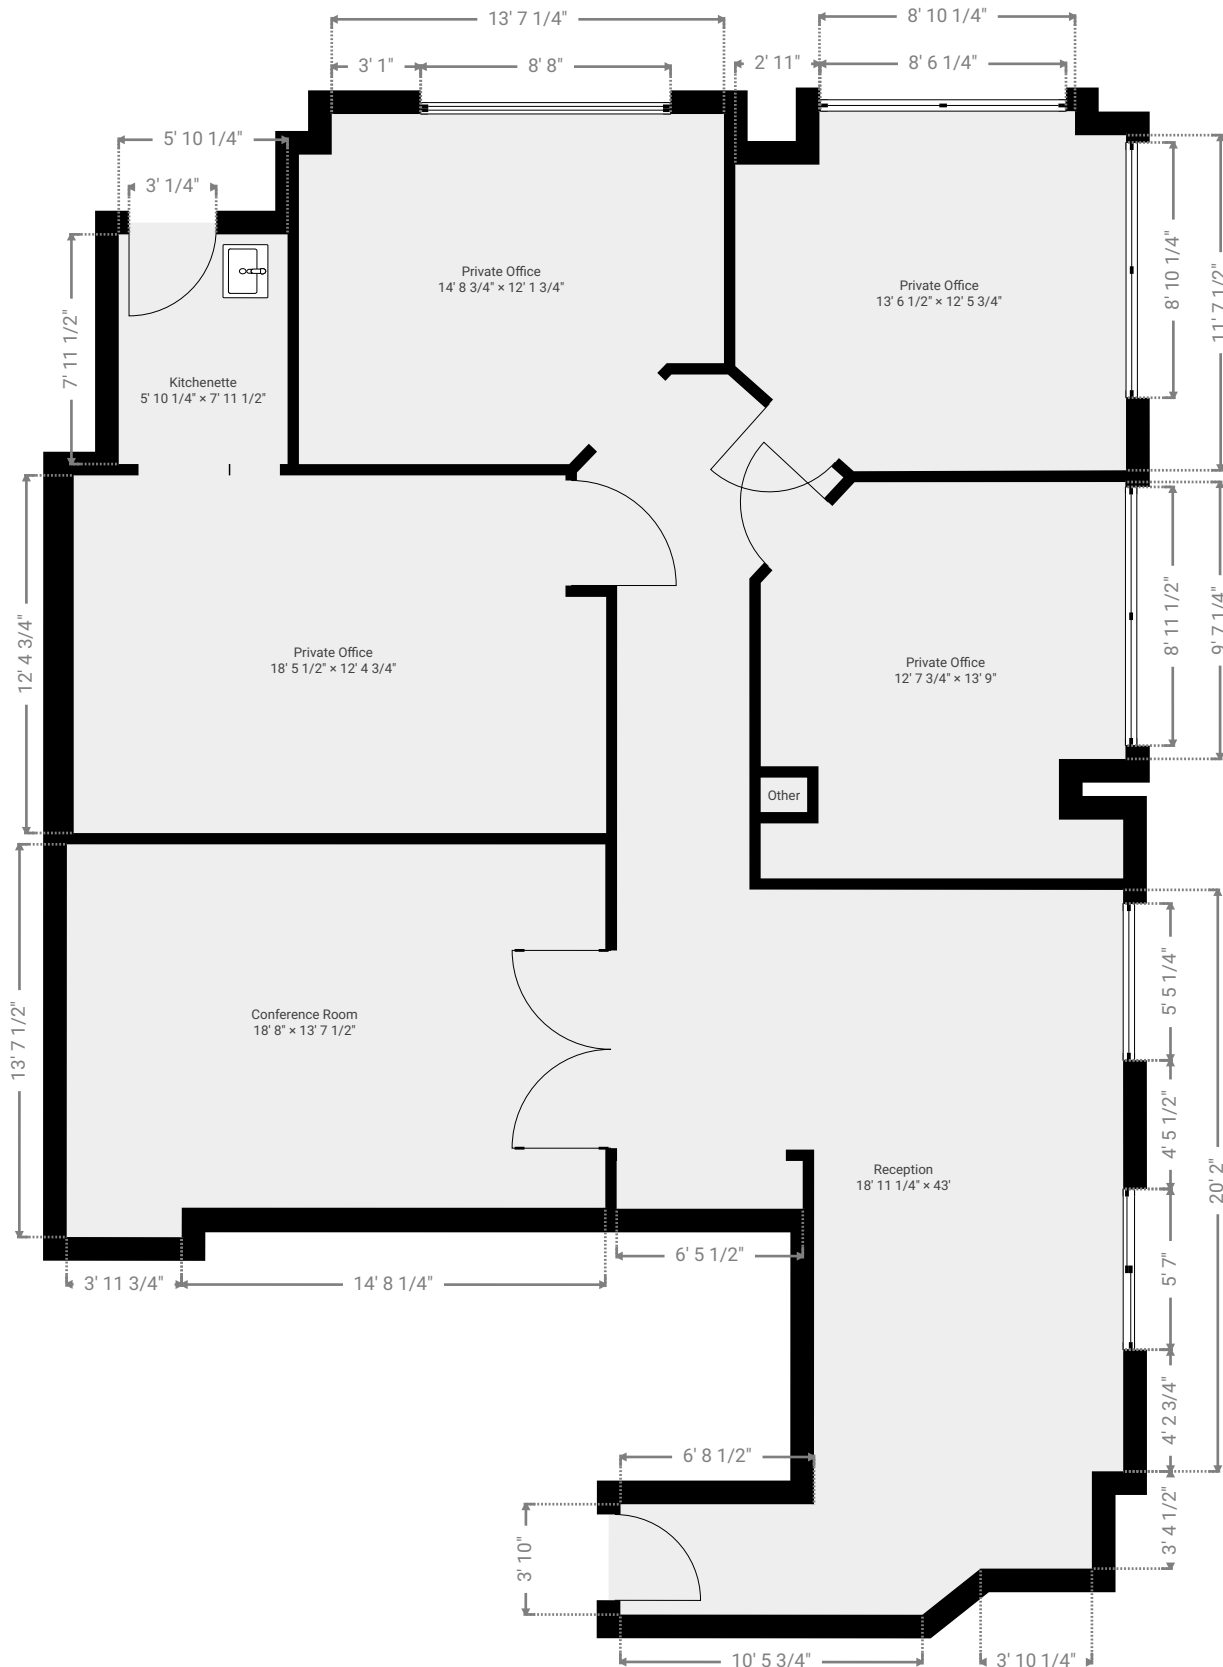 13' 7 1/4"
8' 10 1/4"
3' 1"
8' 8"
2' 11"
8' 6 1/4"
5' 10 1/4"
3' 1/4"
8' 10 1/4"
11' 7 1/2"
Private Office
14' 8 3/4" × 12' 1 3/4"
Private Office
13' 6 1/2" × 12' 5 3/4"
7' 11 1/2"
Kitchenette
5' 10 1/4" × 7' 11 1/2"
8' 11 1/2"
9' 7 1/4"
12' 4 3/4"
Private Office
18' 5 1/2" × 12' 4 3/4"
Private Office
12' 7 3/4" × 13' 9"
Other
5' 5 1/4"
13' 7 1/2"
Conference Room
18' 8" × 13' 7 1/2"
4' 5 1/2"
20' 2"
Reception
18' 11 1/4" × 43'
5' 7"
6' 5 1/2"
3' 11 3/4"
14' 8 1/4"
4' 2 3/4"
6' 8 1/2"
3' 4 1/2"
3' 10"
10' 5 3/4"
3' 10 1/4"